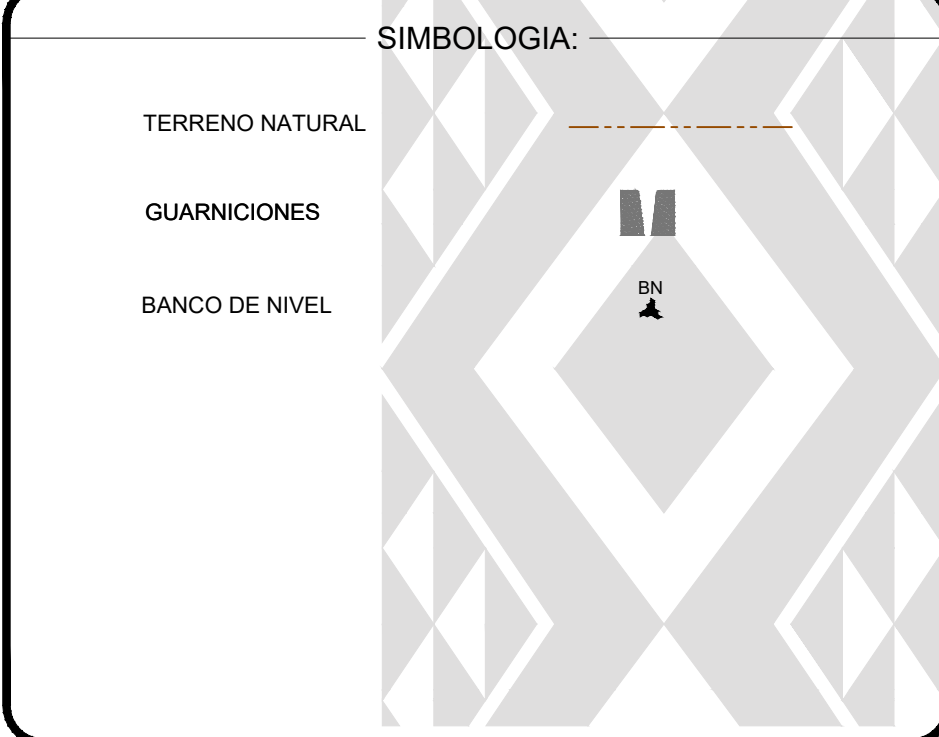 SIMBOLOGIA:
TERRENO NATURAL
GUARNICIONES
BANCO DE NIVEL
BN